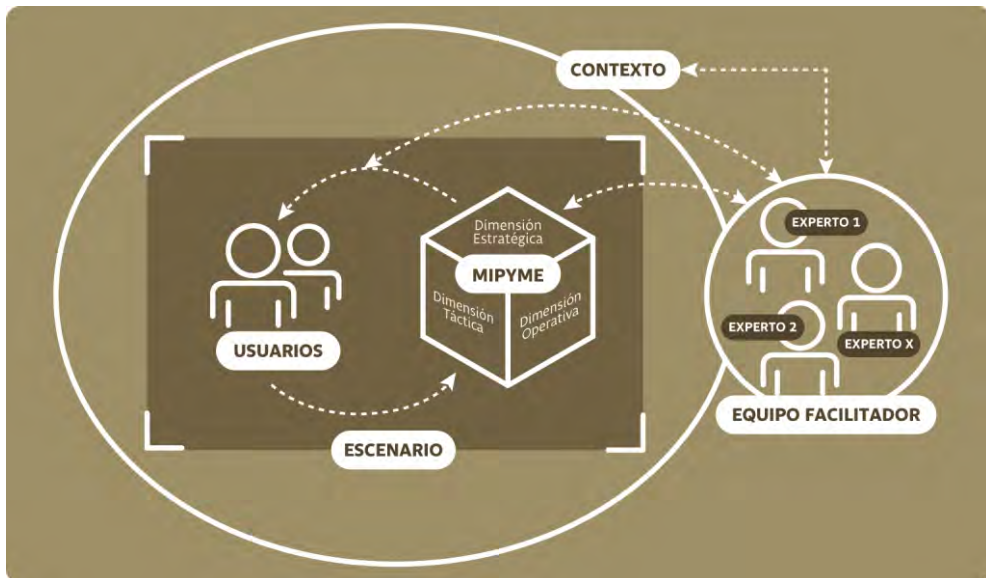 CONTEXTO
Dimensión
Estratégica
MIPYME
Dimensión
Táctica
Dimensión
Operativa
USUARIOS
ESCENARIO
EXPERTO 1
EXPERTO 2
EXPERTO X
EQUIPO FACILITADOR